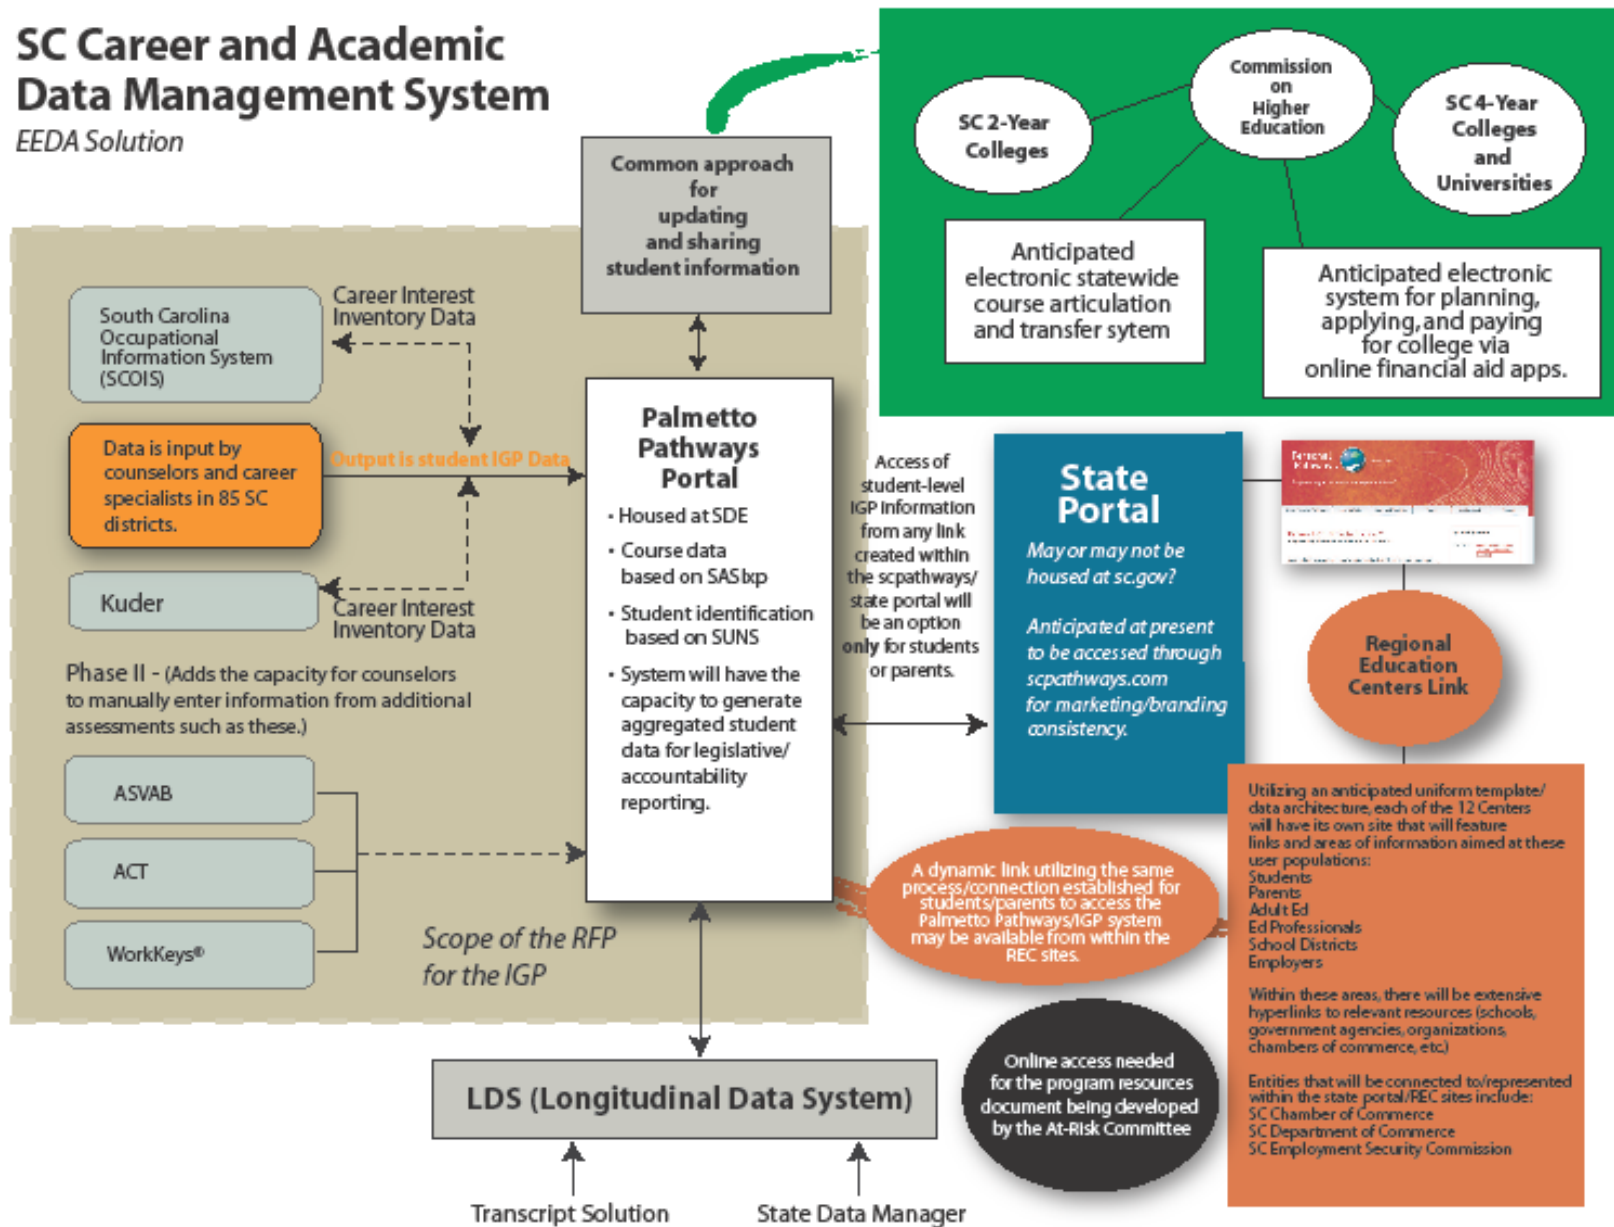 SC Career and Academic
Data Management System
EEDA Solution
Common approach
for
updating
and sharing
student information
SC 2-Year
Colleges
Commission
on
Higher
Education
SC 4-Year
Colleges
and
Universities
Anticipated
electronic statewide
course articulation
and transfer sytem
Anticipated electronic
system for planning,
applying, and paying
for college via
online financial aid apps.
South Carolina
Occupational
Information System
(SCOIS)
Career Interest
Inventory Data
Data is input by
counselors and career
specialists in 85 SC
districts.
Output is student IGP Data
Kuder
Career Interest
Inventory Data
Phase II - (Adds the capacity for counselors
to manually enter information from additional
assessments such as these.)
ASVAB
ACT
WorkKeys®
Scope of the RFP
for the IGP
Palmetto
Pathways
Portal
• Housed at SDE
• Course data
based on SASIxp
• Student identification
based on SUNS
• System will have the
capacity to generate
aggregated student
data for legislative/
accountability
reporting.
Access of
student-level
IGP Information
from any link
created within
the scpathways/
state portal will
be an option
only for students
or parents.
State
Portal
May or may not be
housed at sc.gov?
Anticipated at present
to be accessed through
scpathways.com
for marketing/branding
consistency.
Personal
Pathways
Regional
Education
Centers Link
A dynamic link utilizing the same
process/connection established for
students/parents to access the
Palmetto Pathways/IGP system
may be available from within the
REC sites.
Online access needed
for the program resources
document being developed
by the At-Risk Committee
Utilizing an anticipated uniform template/
data architecture, each of the 12 Centers
will have its own site that will feature
links and areas of information aimed at these
user populations:
Students
Parents
Adult Ed
Ed Professionals
School Districts
Employers
Within these areas, there will be extensive
hyperlinks to relevant resources (schools,
government agencies, organizations,
chambers of commerce, etc.)
Entities that will be connected to/represented
within the state portal/REC sites include:
SC Chamber of Commerce
SC Department of Commerce
SC Employment Security Commission
LDS (Longitudinal Data System)
Transcript Solution
State Data Manager